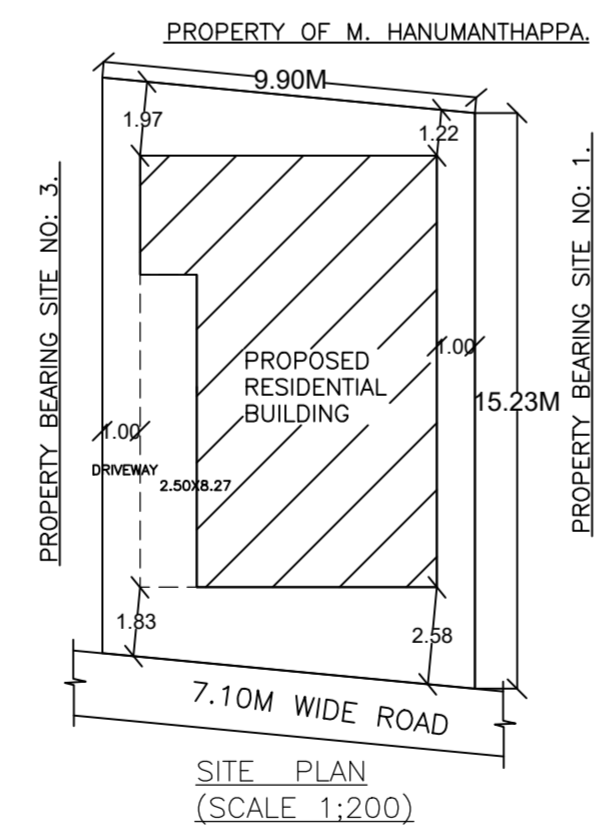 PROPERTY OF M. HANUMANTHAPPA.
9.90M
1.97
1.22
PROPERTY BEARING SITE NO: 3.
PROPERTY BEARING SITE NO: 1.
1.00
PROPOSED
RESIDENTIAL
BUILDING
15.23M
1.00
DRIVEWAY
2.50X8.27
1.83
2.58
7.10M WIDE ROAD
SITE PLAN
(SCALE 1;200)